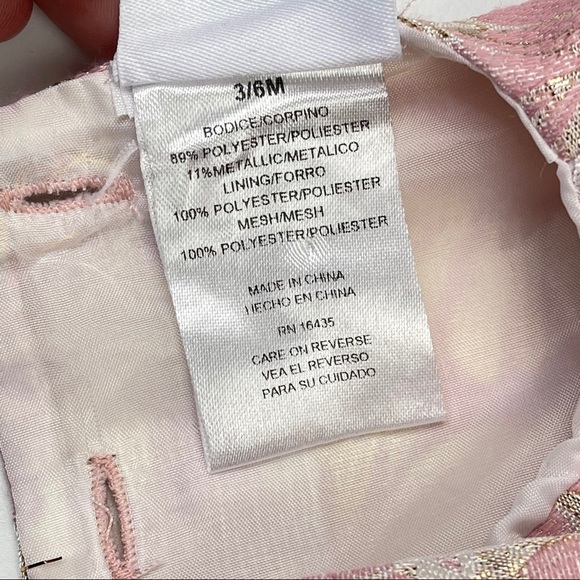 3/6M
BODICE/CORPINO
89% POLYESTER/POLIESTER
11%METALLIC/METALICO
LINING/FORRO
100% POLYESTER/POLIESTER
MESH/MESH
100% POLYESTER/POLIESTER
MADE IN CHINA
HECHO EN CHINA
RN 16435
CARE ON REVERSE
VEA EL REVERSO
PARA SU CUIDADO